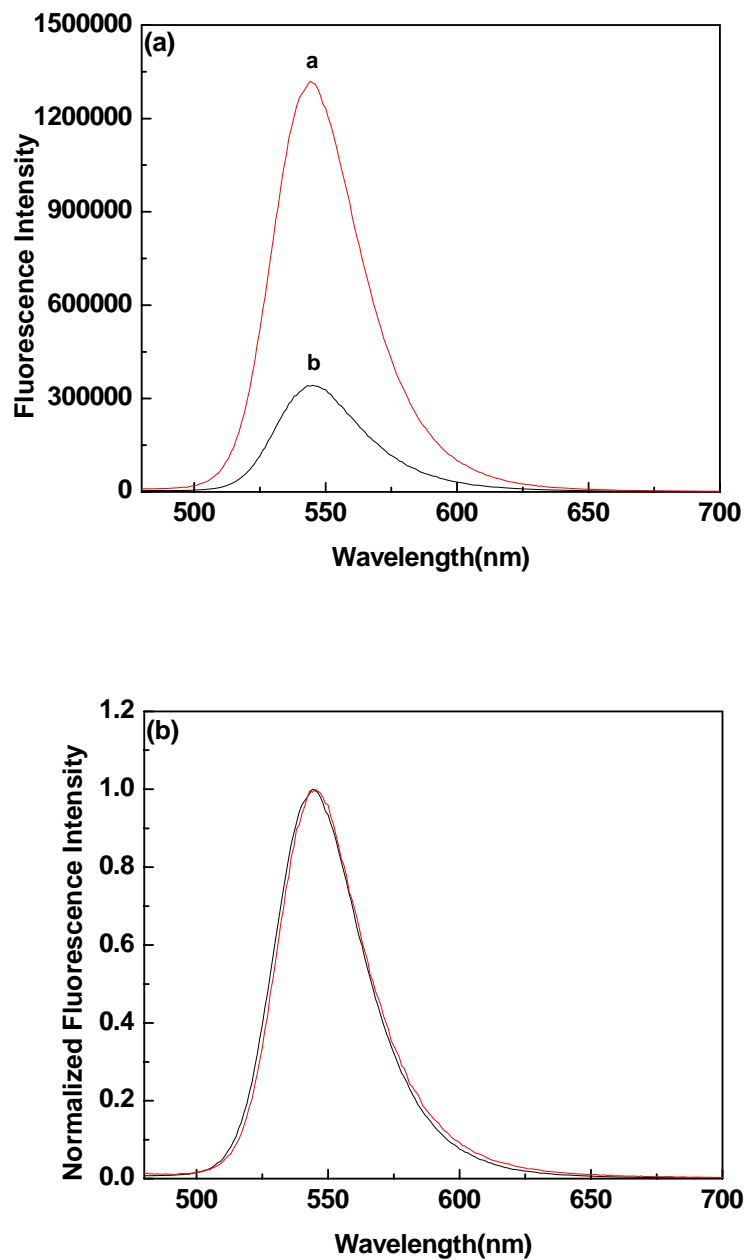 (a)
a
b
1500000
1200000
900000
600000
300000
0
Fluorescence Intensity
500 550 600 650 700
Wavelength(nm)
(b)
1.2
1.0
0.8
0.6
0.4
0.2
0.0
Normalized Fluorescence Intensity
500 550 600 650 700
Wavelength(nm)